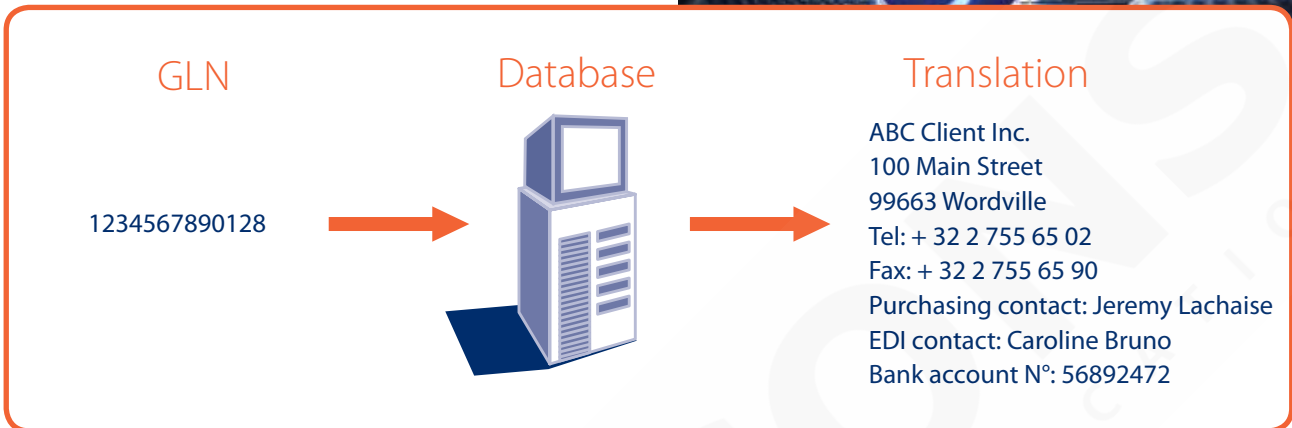 GLN
Database
Translation
1234567890128
ABC Client Inc.
100 Main Street
99663 Wordville
Tel: + 32 2 755 65 02
Fax: + 32 2 755 65 90
Purchasing contact: Jeremy Lachaise
EDI contact: Caroline Bruno
Bank account N°: 56892472